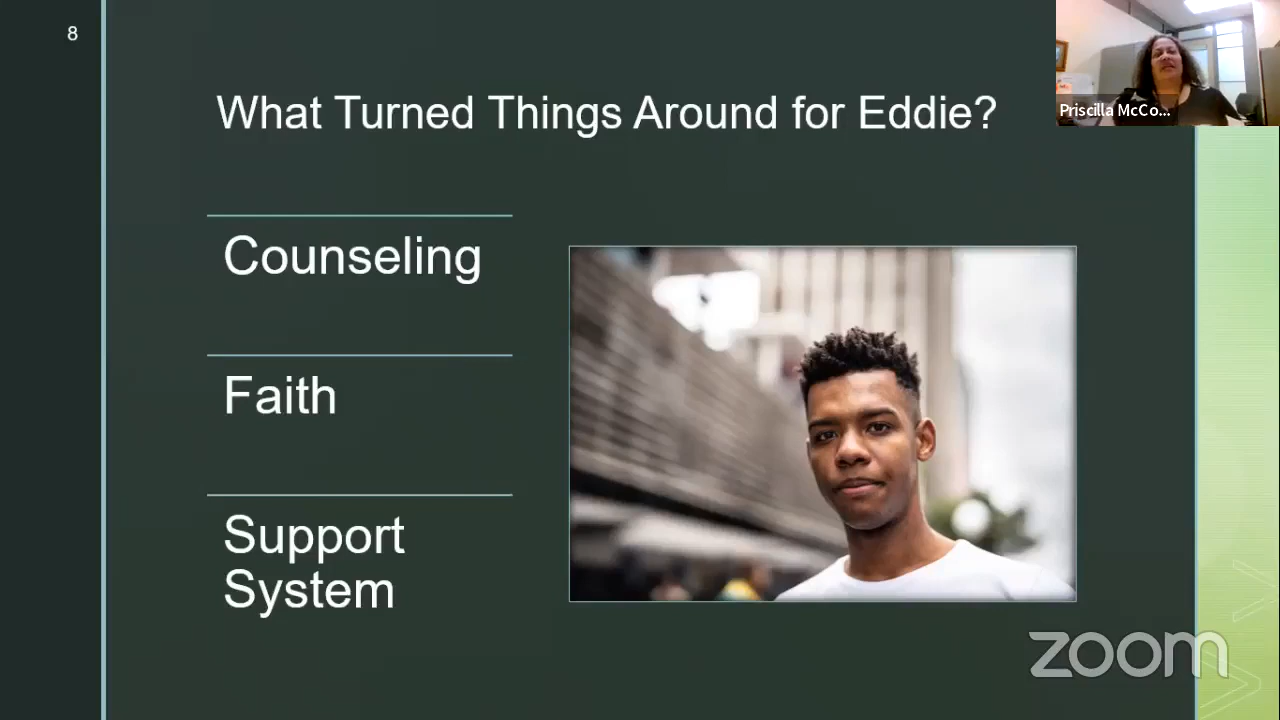 8
Priscilla McCo...
What Turned Things Around for Eddie?
Counseling
Faith
Support
System
zoom